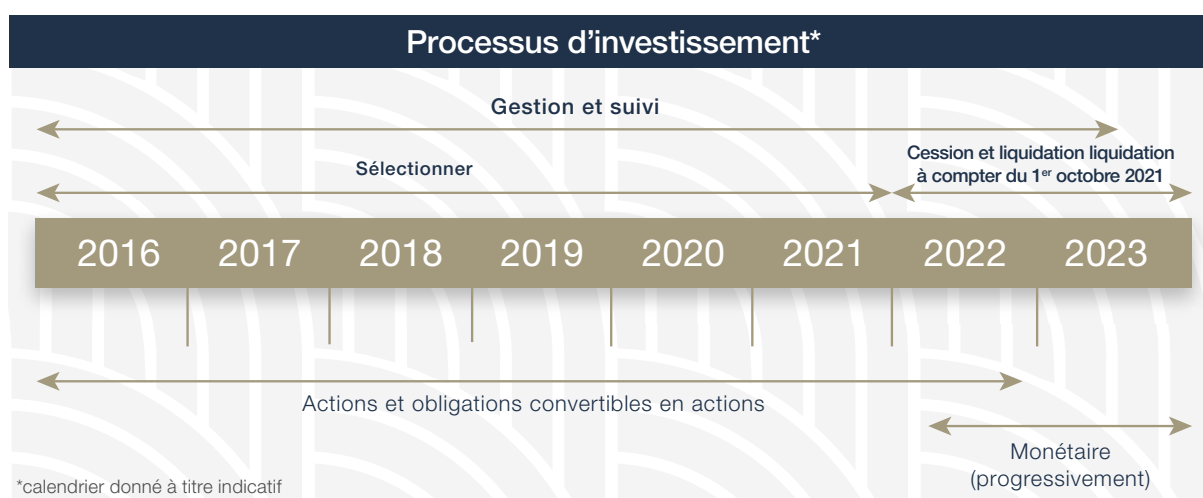 Processus d'investissement*
Gestion et suivi
Sélectionner
Cession et liquidation liquidation
à compter du 1er octobre 2021
2016 2017 2018 2019 2020 2021 2022 2023
Actions et obligations convertibles en actions
Monétaire
(progressivement)
*calendrier donné à titre indicatif